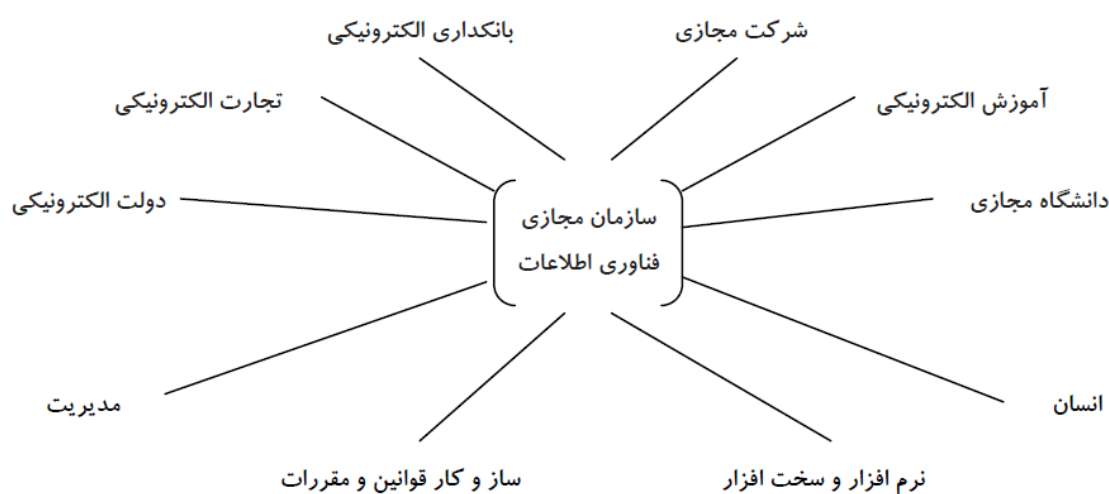 شرکت مجازی
بانکداری الکترونیکی
آموزش الکترونیکی
تجارت الکترونیکی
دانشگاه مجازی
سازمان مجازی
فناوری اطلاعات
دولت الکترونیکی
انسان
مدیریت
نرم افزار و سخت افزار
ساز و کار قوانین و مقررات